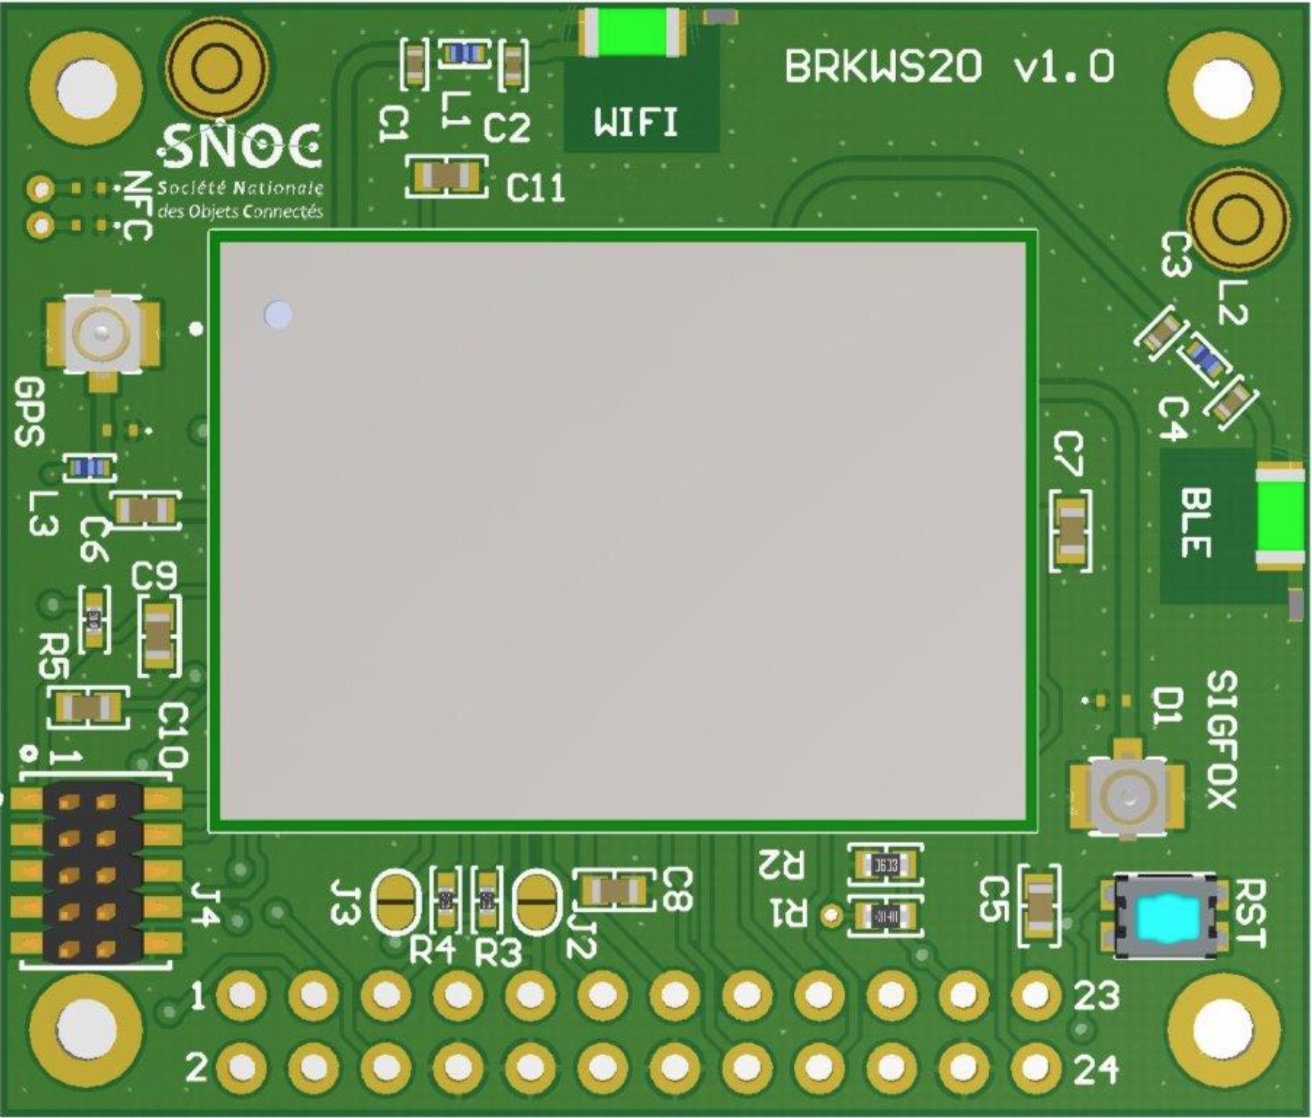 BRKWS20 v1.0
C1
L1
C2
WIFI
SNOC
Société Nationale
des Objets Connectés
NFC
C11
C3
L2
GPS
C4
C7
L3
C6
BLE
C9
R5
C10
D1
SIGFOX
1
J4
J3
R4
R3
J2
C8
R2
R1
C5
RST
1
23
2
24